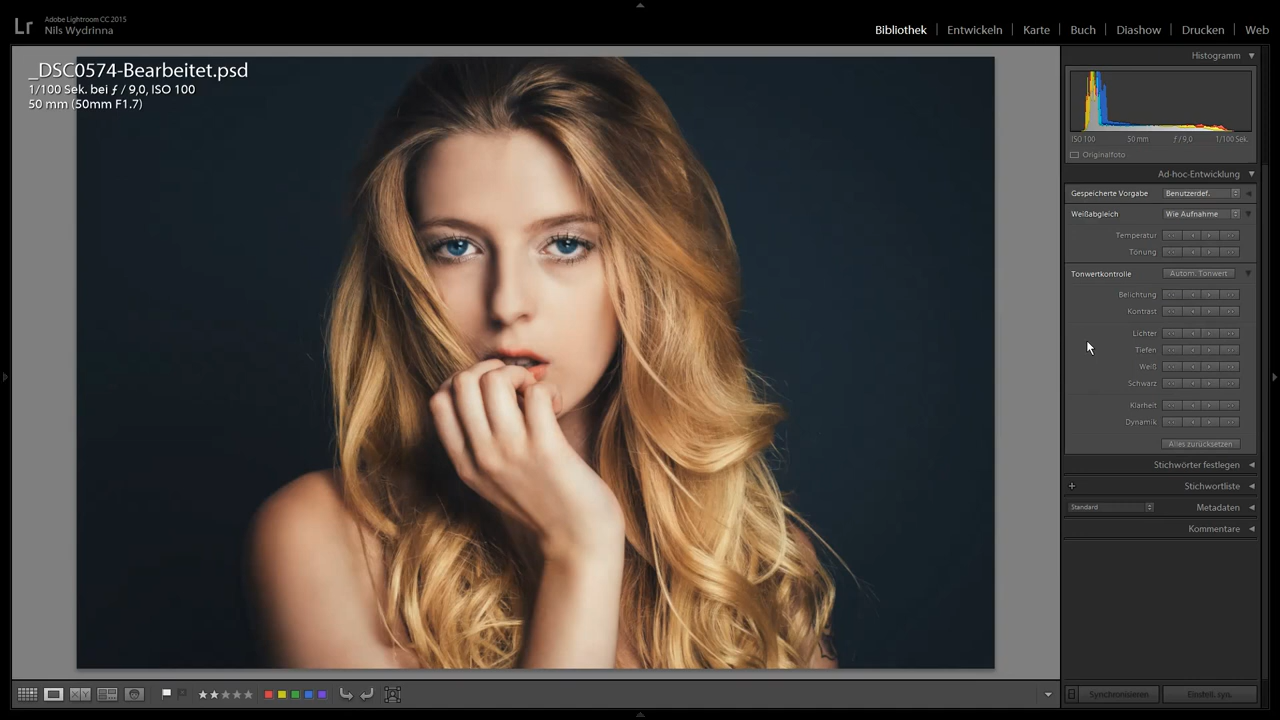 Lr
Adobe Lightroom CC 2015
Nils Wydrinna
Bibliothek | Entwickeln | Karte | Buch | Diashow | Drucken | Web
_DSC0574-Bearbeitet.psd
1/100 Sek. bei ƒ / 9,0, ISO 100
50 mm (50mm F1.7)
Histogramm
ISO 100 50 mm ƒ / 9,0 1/100 Sek.
Originalfoto
Ad-hoc-Entwicklung
Gespeicherte Vorgabe Benutzerdef.
Weißabgleich Wie Aufnahme
Temperatur
Tönung
Tonwertkontrolle Autom. Tonwert
Belichtung
Kontrast
Lichter
Tiefen
Weiß
Schwarz
Klarheit
Dynamik
Alles zurücksetzen
Stichwörter festlegen
+ Stichwortliste
Standard Metadaten
Kommentare
XY
Synchronisieren Einstell. syn.